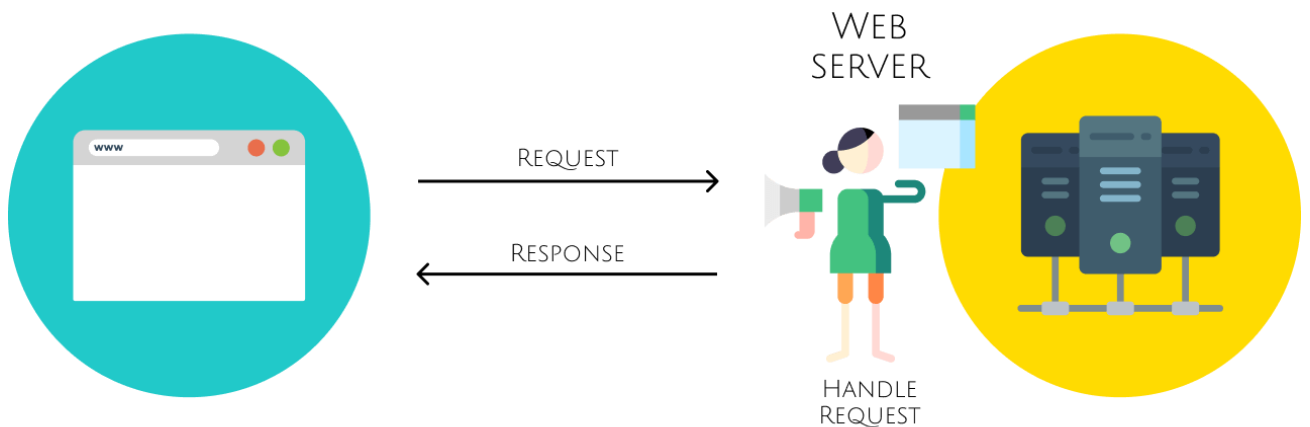 www
Request
Response
Web
server
Handle
Request